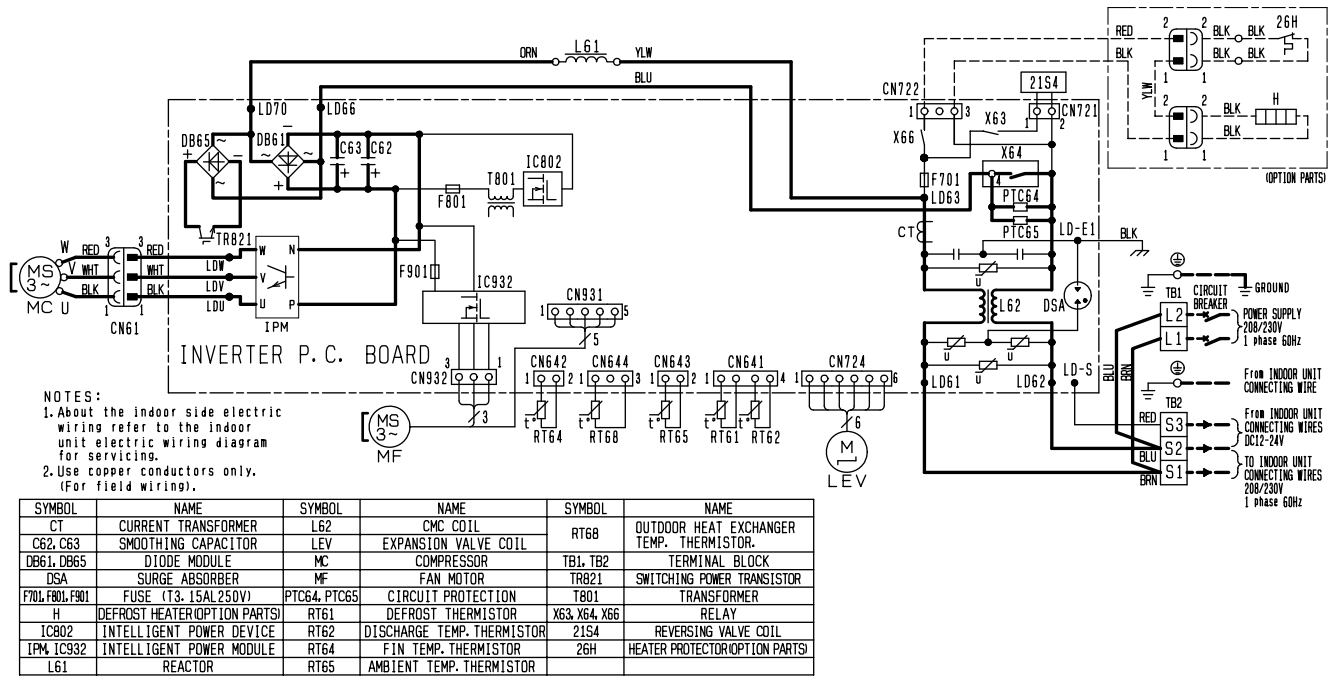 RED
2
2
BLK
BLK
26H
BLK
BLK
BLK
1
1
YLW
2
2
BLK
H
BLK
1
1
(OPTION PARTS)
ORN
L61
YLW
BLU
LD70
LD66
CN722
1
3
21S4
CN721
1
2
X63
X66
X64
4
F701
LD63
PTC64
PTC65
CT
LD-E1
BLK
DB65
DB61
+
~
-
~
-
~
+
~
C63
C62
+
+
IC802
T801
F801
TR821
W
RED
V
WHT
BLK
U
MS
3~
MC
3
3
1
1
CN61
RED
WHT
BLK
LDW
LDV
LDU
W
V
U
N
P
IPM
F901
IC932
CN931
1
5
5
INVERTER P.C. BOARD
3
1
CN932
3
MS
3~
MF
CN642
1
2
t°
RT64
CN644
1
3
t°
RT68
CN643
1
2
t°
RT65
CN641
1
4
t°
t°
RT61
RT62
CN724
1
6
6
M
LEV
U
L62
DSA
U
U
U
LD61
LD62
LD-S
TB1
CIRCUIT
BREAKER
GROUND
L2
L1
POWER SUPPLY
208/230V
1 phase 60Hz
BLU
BRN
From INDOOR UNIT
CONNECTING WIRE
TB2
RED
S3
From INDOOR UNIT
CONNECTING WIRES
DC12-24V
BLU
S2
BRN
S1
TO INDOOR UNIT
CONNECTING WIRES
208/230V
1 phase 60Hz
NOTES:
1. About the indoor side electric
wiring refer to the indoor
unit electric wiring diagram
for servicing.
2. Use copper conductors only.
(For field wiring).
SYMBOL NAME SYMBOL NAME SYMBOL NAME
CT CURRENT TRANSFORMER L62 CMC COIL RT68 OUTDOOR HEAT EXCHANGER
C62, C63 SMOOTHING CAPACITOR LEV EXPANSION VALVE COIL TEMP. THERMISTOR.
DB61, DB65 DIODE MODULE MC COMPRESSOR TB1, TB2 TERMINAL BLOCK
DSA SURGE ABSORBER MF FAN MOTOR TR821 SWITCHING POWER TRANSISTOR
F701, F801, F901 FUSE (T3.15AL250V) PTC64, PTC65 CIRCUIT PROTECTION T801 TRANSFORMER
H DEFROST HEATER(OPTION PARTS) RT61 DEFROST THERMISTOR X63, X64, X66 RELAY
IC802 INTELLIGENT POWER DEVICE RT62 DISCHARGE TEMP. THERMISTOR 21S4 REVERSING VALVE COIL
IPM, IC932 INTELLIGENT POWER MODULE RT64 FIN TEMP. THERMISTOR 26H HEATER PROTECTOR(OPTION PARTS)
L61 REACTOR RT65 AMBIENT TEMP. THERMISTOR